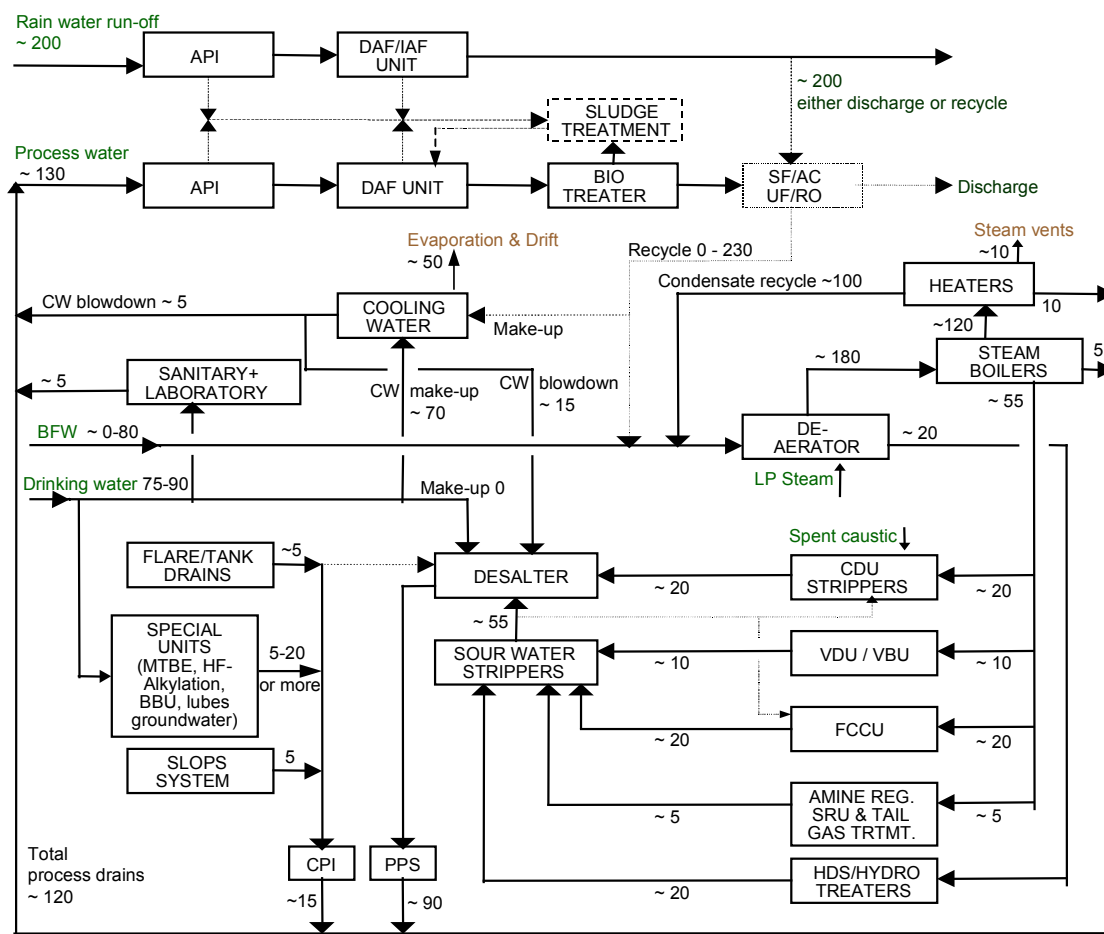 Rain water run-off
~ 200
API
DAF/IAF
UNIT
~ 200
either discharge or recycle
SLUDGE
TREATMENT
Process water
~ 130
API
DAF UNIT
BIO
TREATER
SF/AC
UF/RO
Discharge
Evaporation & Drift
~ 50
Recycle 0 - 230
Steam vents
~10
Condensate recycle ~100
HEATERS
10
CW blowdown ~ 5
COOLING
WATER
Make-up
~120
~ 180
STEAM
BOILERS
5
~ 5
SANITARY+
LABORATORY
CW make-up
~ 70
CW blowdown
~ 15
~ 55
BFW ~ 0-80
DE-
AERATOR
~ 20
LP Steam
Drinking water 75-90
Make-up 0
Spent caustic
FLARE/TANK
DRAINS
~5
DESALTER
~ 20
CDU
STRIPPERS
~ 20
~ 55
SPECIAL
UNITS
(MTBE, HF-
Alkylation,
BBU, lubes
groundwater)
5-20
or more
SOUR WATER
STRIPPERS
~ 10
VDU / VBU
~ 10
~ 20
FCCU
~ 20
SLOPS
SYSTEM
5
~ 5
AMINE REG.
SRU & TAIL
GAS TRTMT.
~ 5
Total
process drains
~ 120
CPI
PPS
~15
~ 90
~ 20
HDS/HYDRO
TREATERS